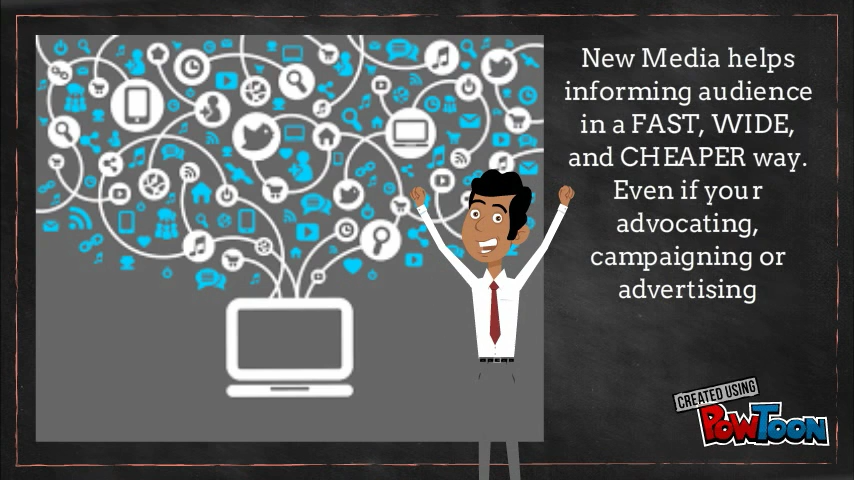 New Media helps
informing audience
in a FAST, WIDE,
and CHEAPER way.
Even if your
advocating,
campaigning or
advertising
CREATED USING
POWTOON